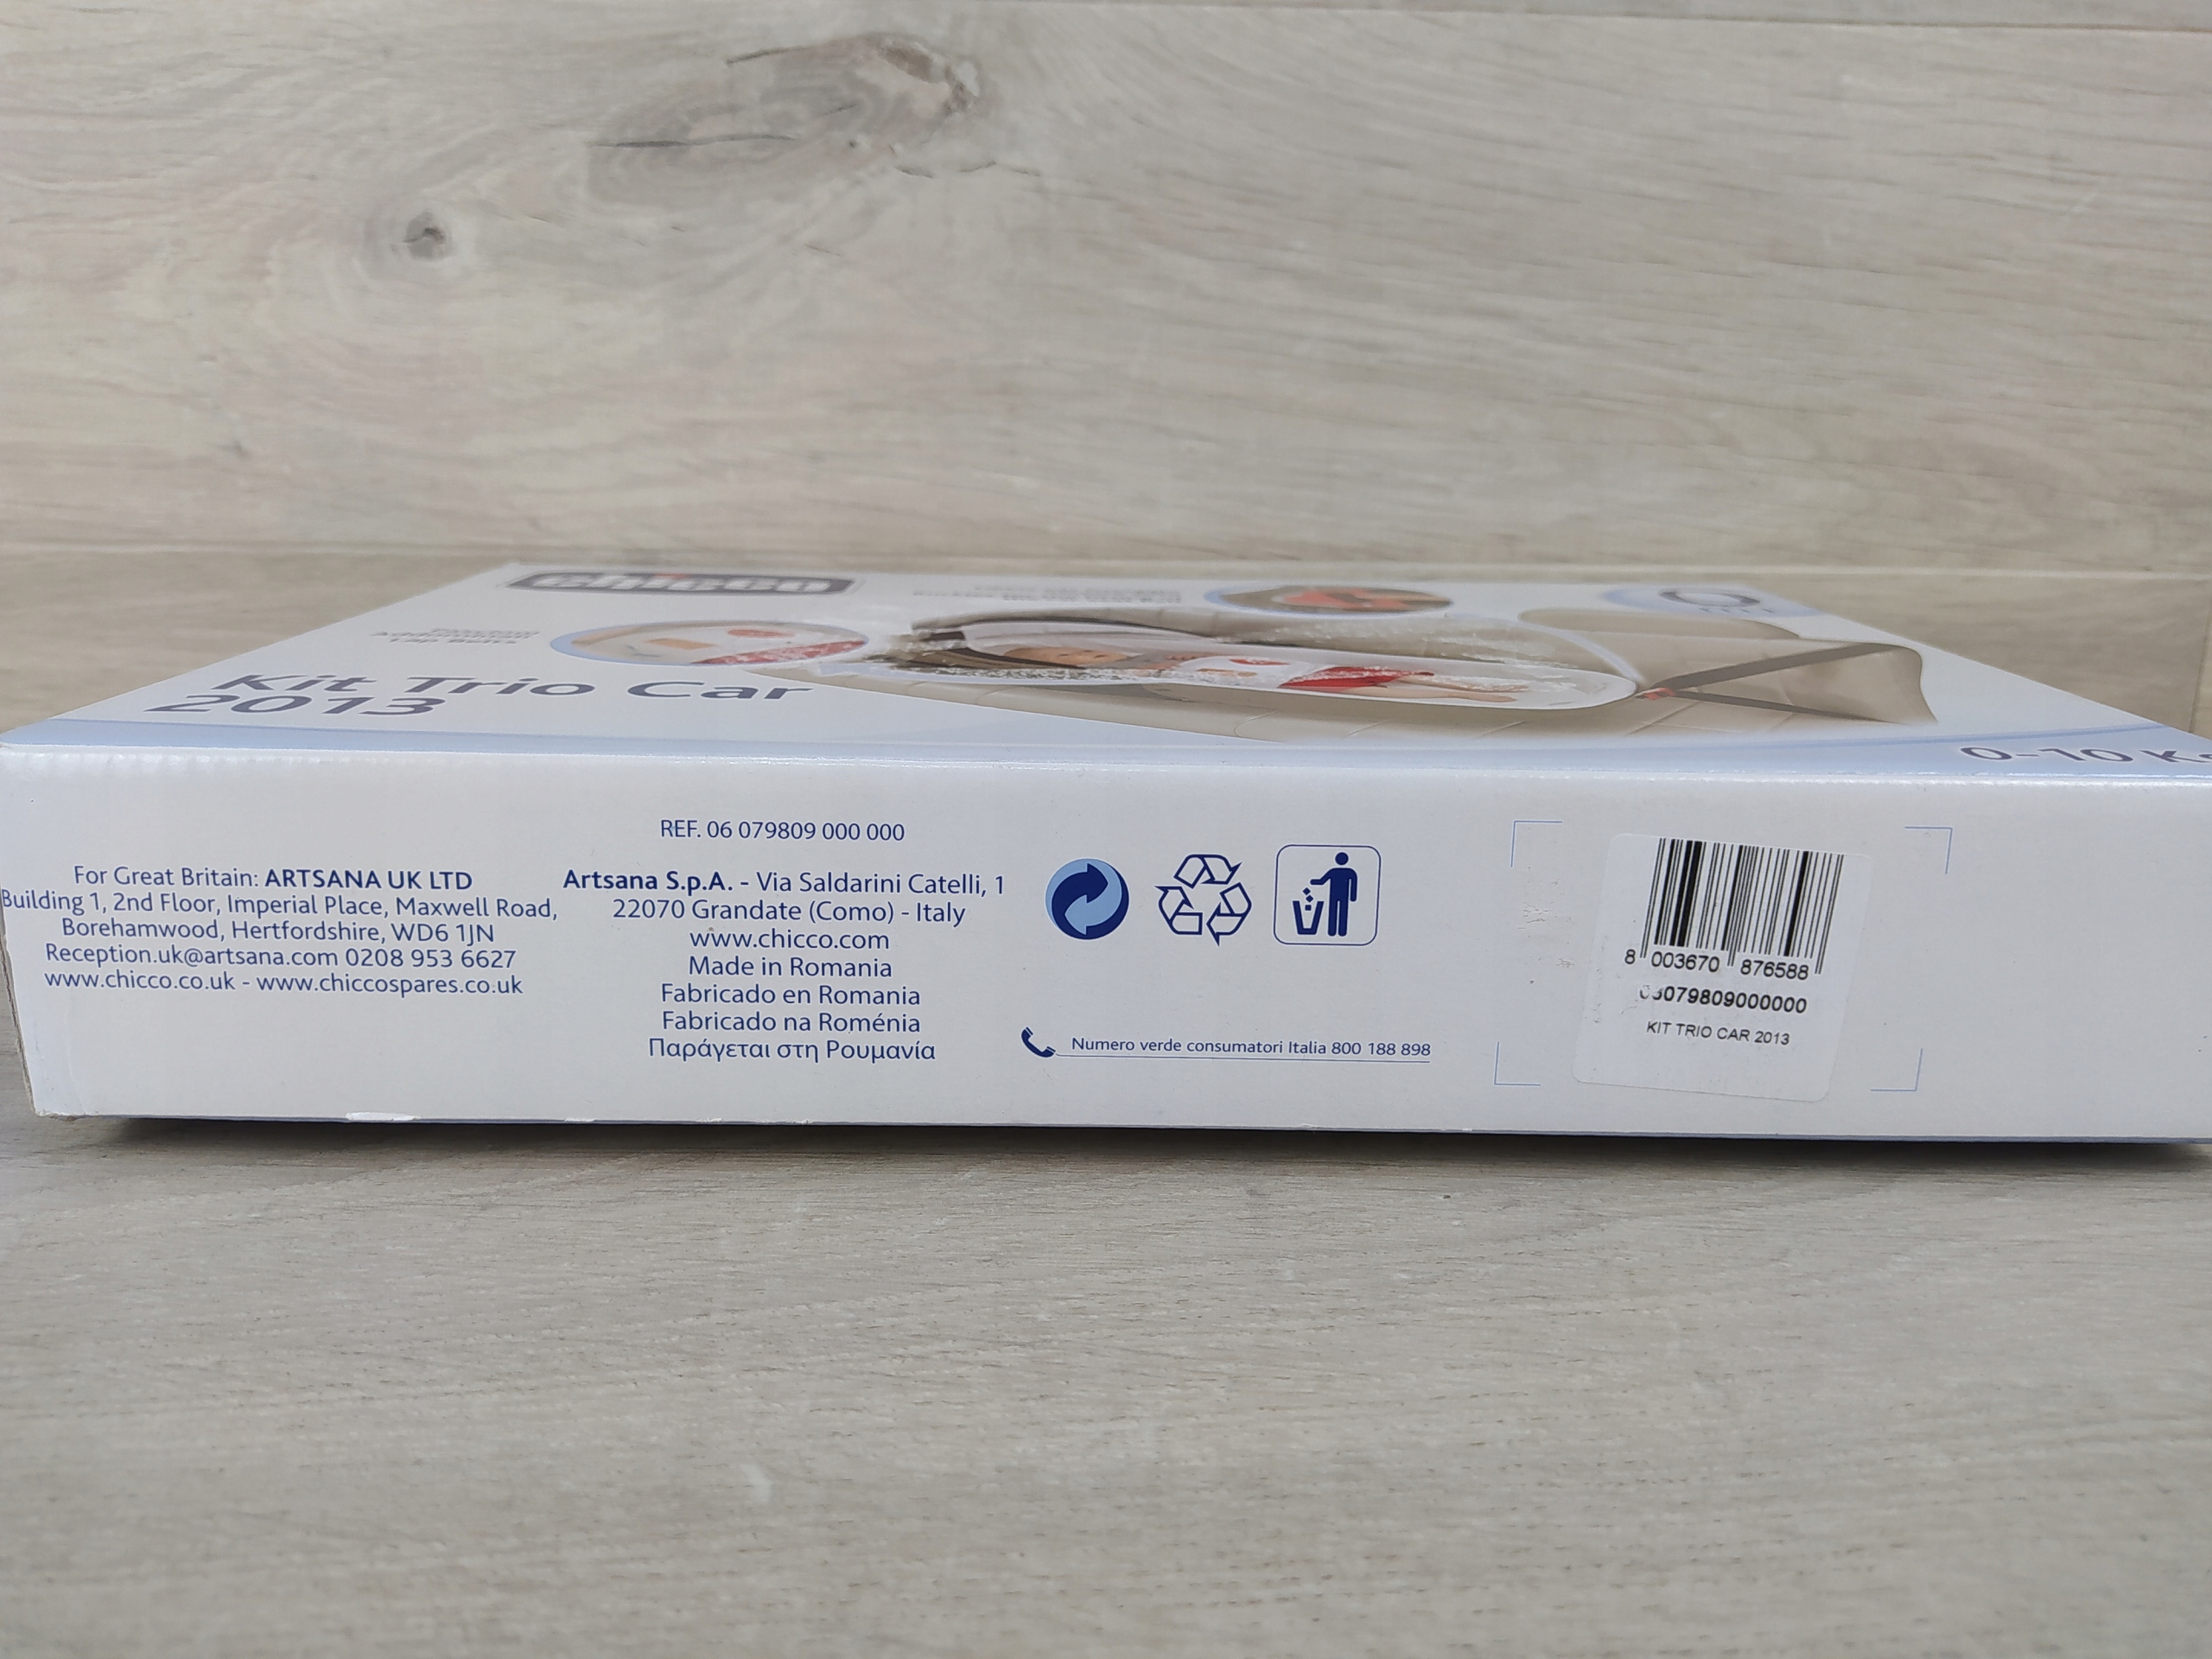 chicco
Lap Belts
Kit Trio Car
2013
0-10 K
REF. 06 079809 000 000
For Great Britain: ARTSANA UK LTD
Building 1, 2nd Floor, Imperial Place, Maxwell Road,
Borehamwood, Hertfordshire, WD6 1JN
Reception.uk@artsana.com 0208 953 6627
www.chicco.co.uk - www.chiccospares.co.uk
Artsana S.p.A. - Via Saldarini Catelli, 1
22070 Grandate (Como) - Italy
www.chicco.com
Made in Romania
Fabricado en Romania
Fabricado na Roménia
Παράγεται στη Ρουμανία
Numero verde consumatori Italia 800 188 898
8 003670 876588
06079809000000
KIT TRIO CAR 2013